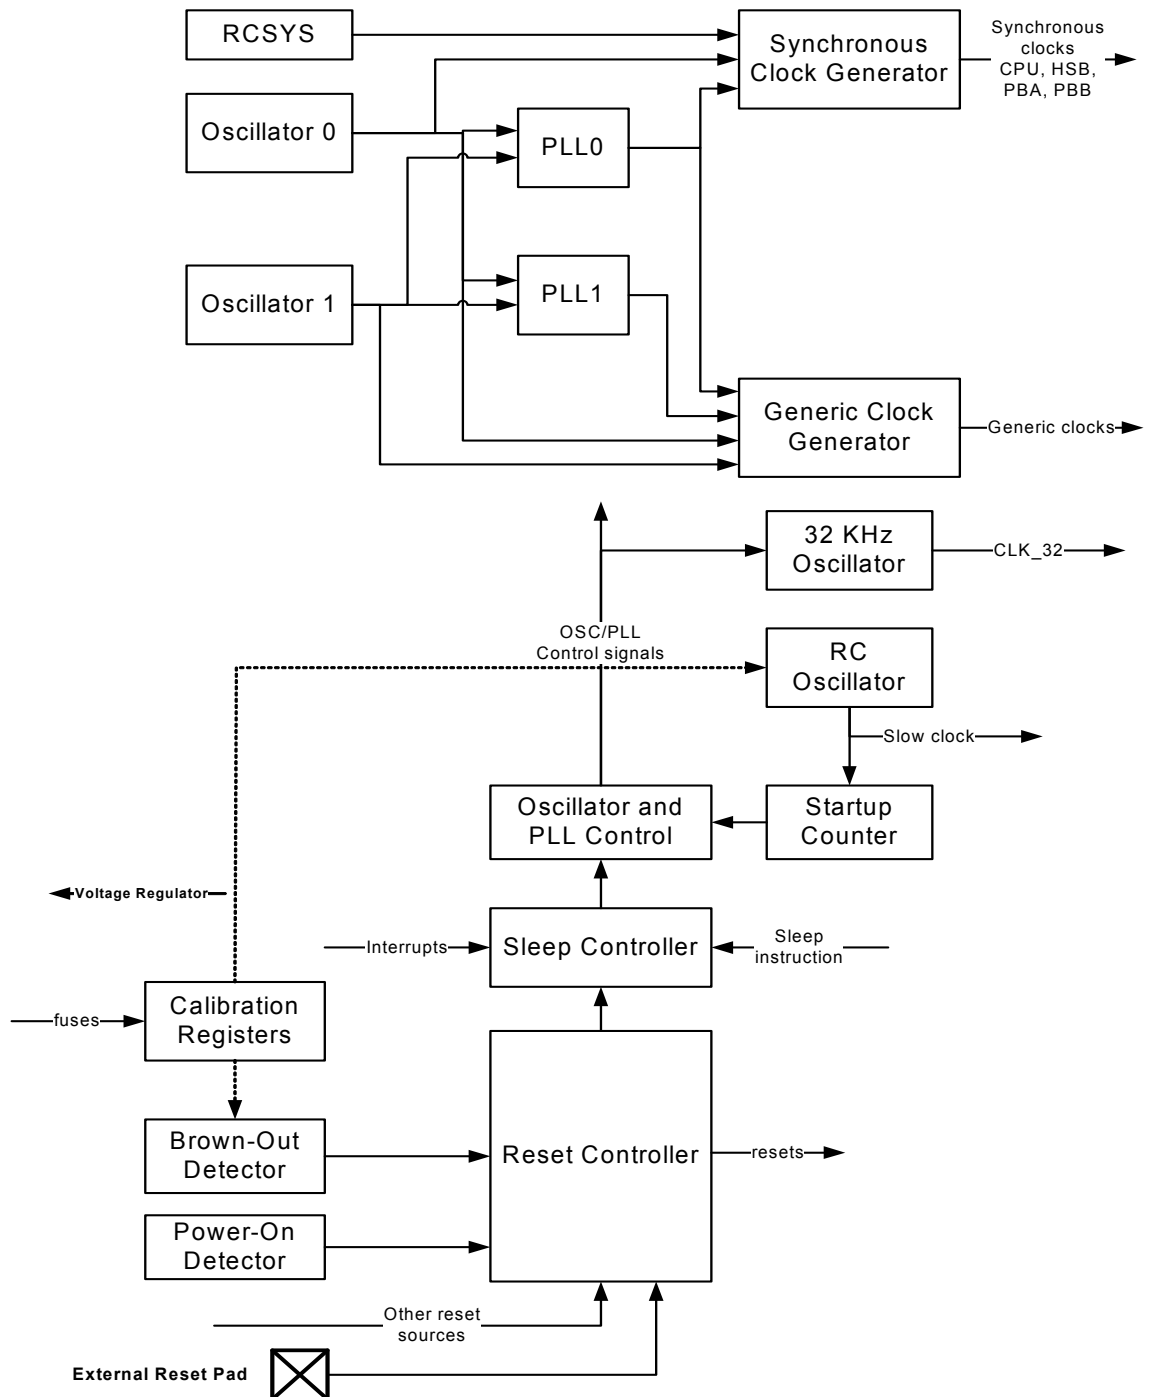 RCSYS
Synchronous
Clock Generator
Synchronous
clocks
CPU, HSB,
PBA, PBB
Oscillator 0
PLL0
Oscillator 1
PLL1
Generic Clock
Generator
Generic clocks
32 KHz
Oscillator
CLK_32
OSC/PLL
Control signals
RC
Oscillator
Slow clock
Oscillator and
PLL Control
Startup
Counter
Voltage Regulator
Interrupts
Sleep Controller
Sleep
instruction
fuses
Calibration
Registers
Brown-Out
Detector
Reset Controller
resets
Power-On
Detector
Other reset
sources
External Reset Pad